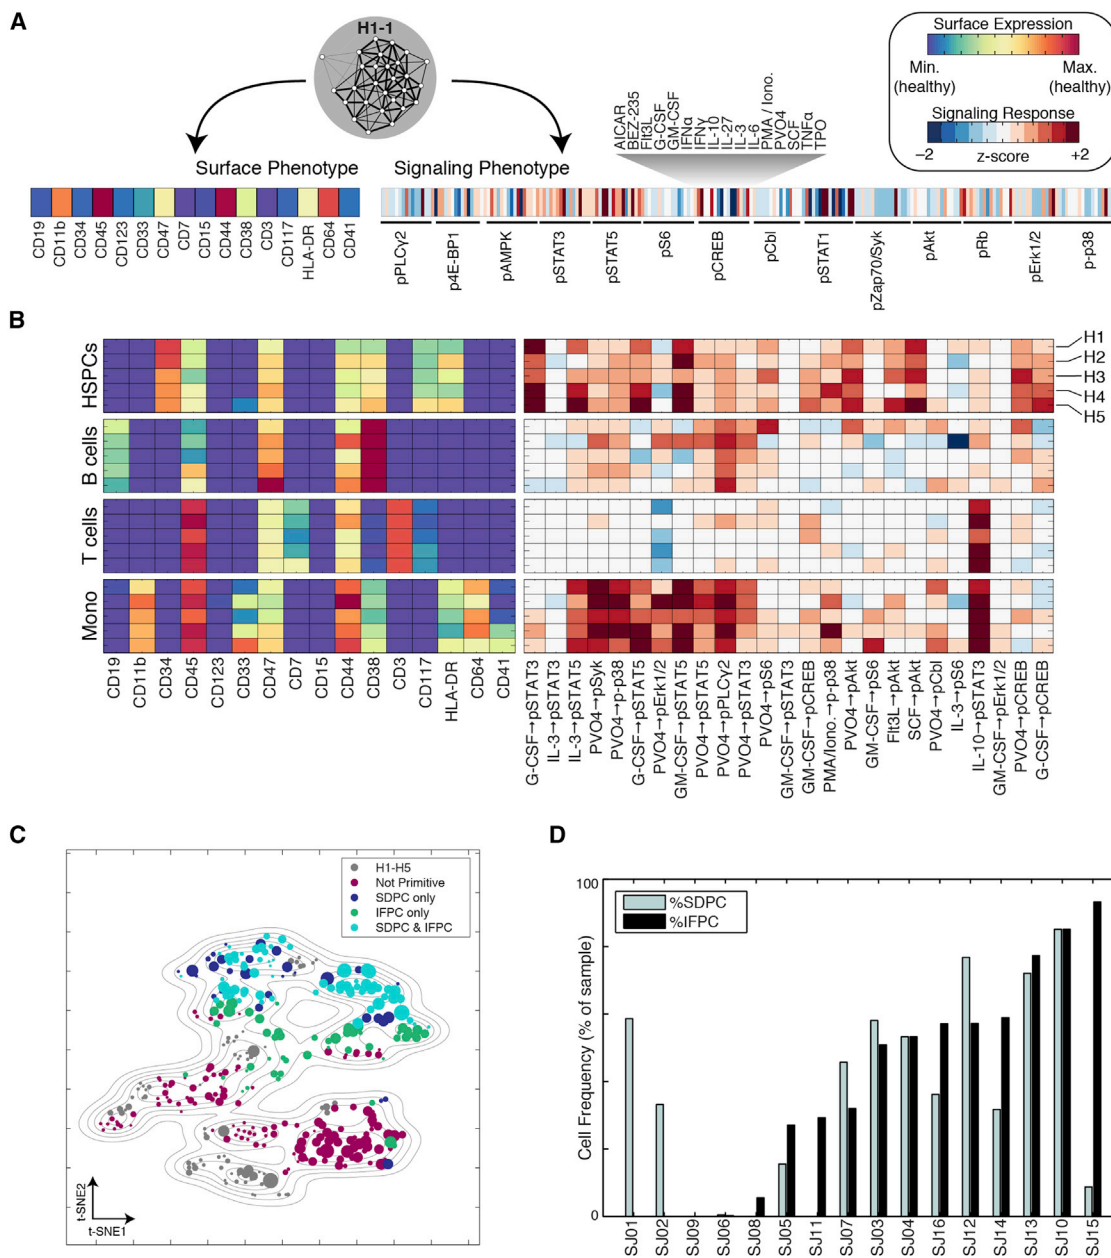 A
H1-1
Surface Expression
Min.
(healthy)
Max.
(healthy)
Signaling Response
−2
z-score
+2
Surface Phenotype
Signaling Phenotype
AICAR
BEZ-235
Flt3L
G-CSF
GM-CSF
IFNα
IFNγ
IL-10
IL-27
IL-3
IL-6
PMA / Iono.
PVO4
SCF
TNFα
TPO
CD19
CD11b
CD34
CD45
CD123
CD33
CD47
CD7
CD15
CD44
CD38
CD3
CD117
HLA-DR
CD64
CD41
pPLCγ2
p4E-BP1
pAMPK
pSTAT3
pSTAT5
pS6
pCREB
pCbl
pSTAT1
pZap70/Syk
pAkt
pRb
pErk1/2
p-p38
B
HSPCs
B cells
T cells
Mono
H1
H2
H3
H4
H5
CD19
CD11b
CD34
CD45
CD123
CD33
CD47
CD7
CD15
CD44
CD38
CD3
CD117
HLA-DR
CD64
CD41
G-CSF→pSTAT3
IL-3→pSTAT3
IL-3→pSTAT5
PVO4→pSyk
PVO4→p-p38
G-CSF→pSTAT5
PVO4→pErk1/2
GM-CSF→pSTAT5
PVO4→pSTAT5
PVO4→pPLCγ2
PVO4→pSTAT3
PVO4→pS6
GM-CSF→pSTAT3
GM-CSF→pCREB
PMA/Iono.→p-p38
PVO4→pAkt
GM-CSF→pS6
Flt3L→pAkt
SCF→pAkt
PVO4→pCbl
IL-3→pS6
IL-10→pSTAT3
GM-CSF→pErk1/2
PVO4→pCREB
G-CSF→pCREB
C
H1-H5
Not Primitive
SDPC only
IFPC only
SDPC & IFPC
t-SNE2
t-SNE1
D
%SDPC
%IFPC
Cell Frequency (% of sample)
100
0
SJ01
SJ02
SJ09
SJ06
SJ08
SJ05
SJ11
SJ07
SJ03
SJ04
SJ16
SJ12
SJ14
SJ13
SJ10
SJ15